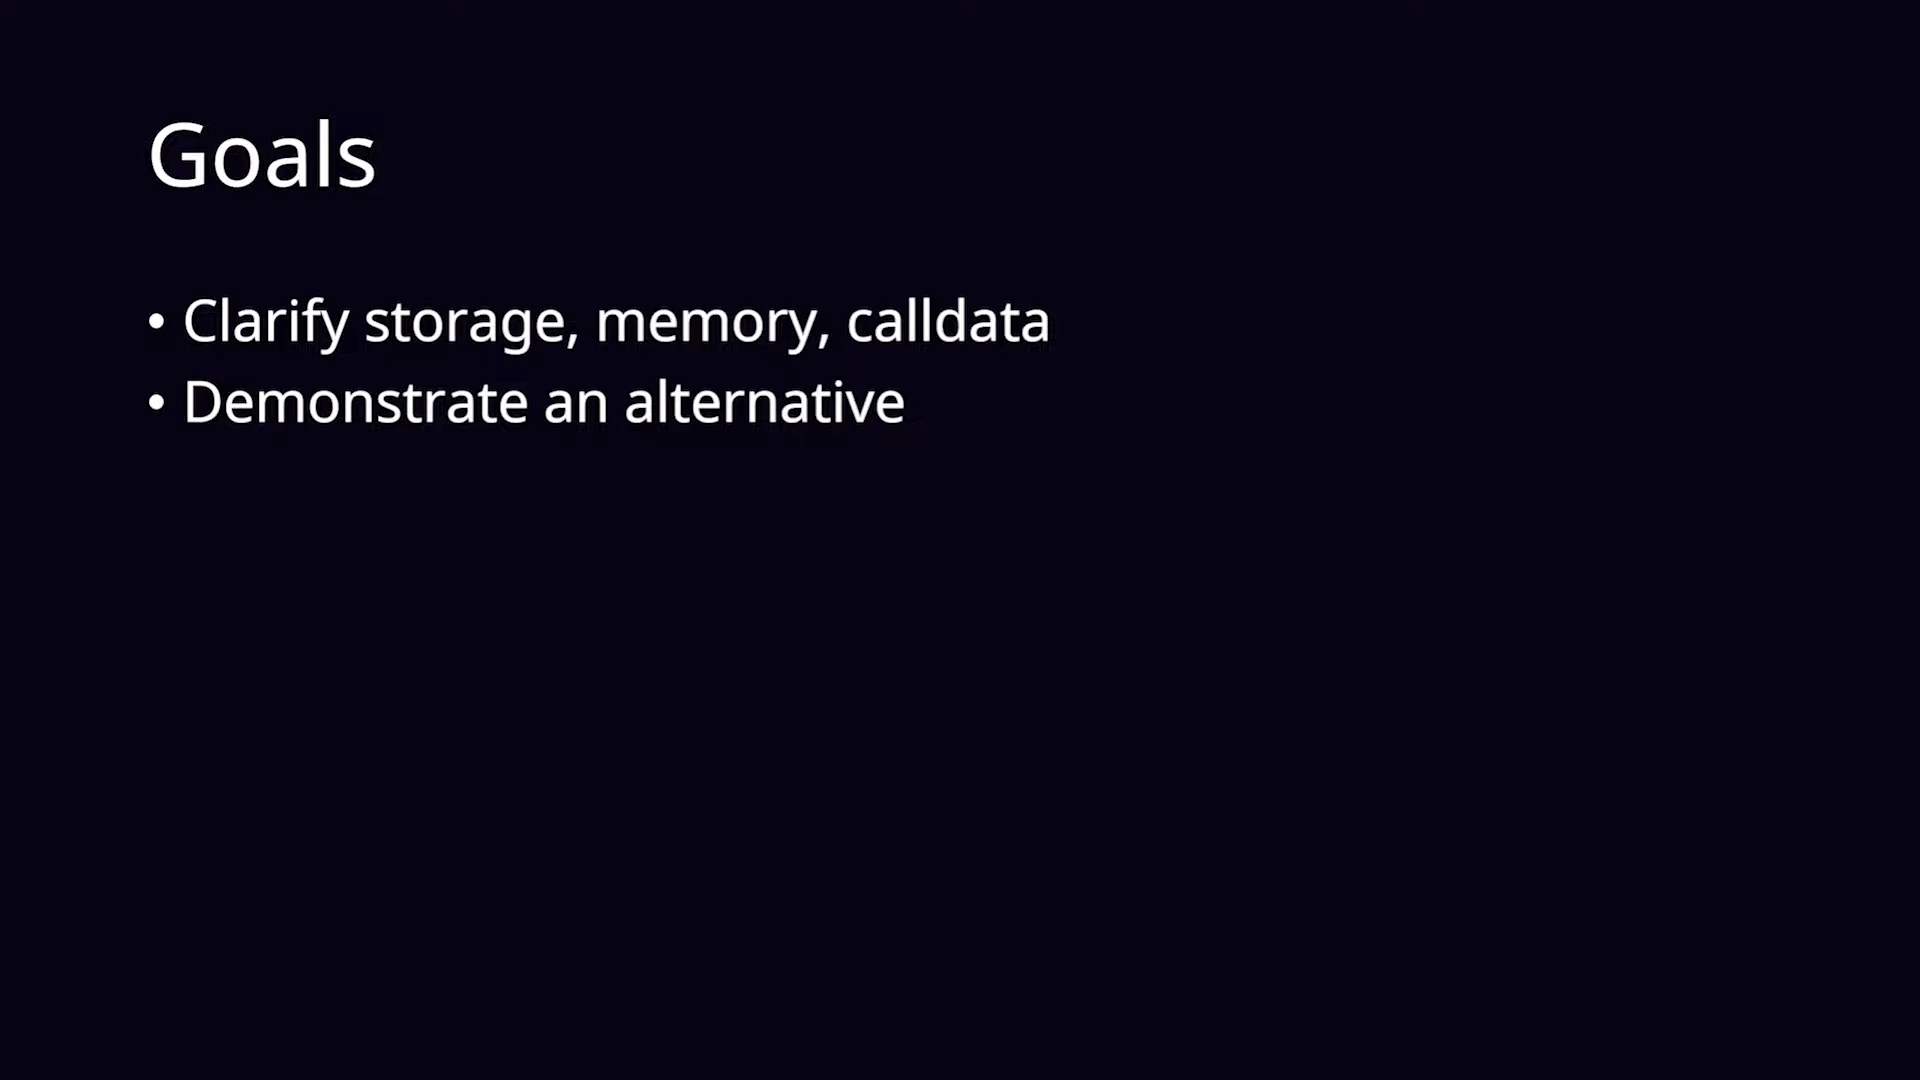 Goals
• Clarify storage, memory, calldata
• Demonstrate an alternative